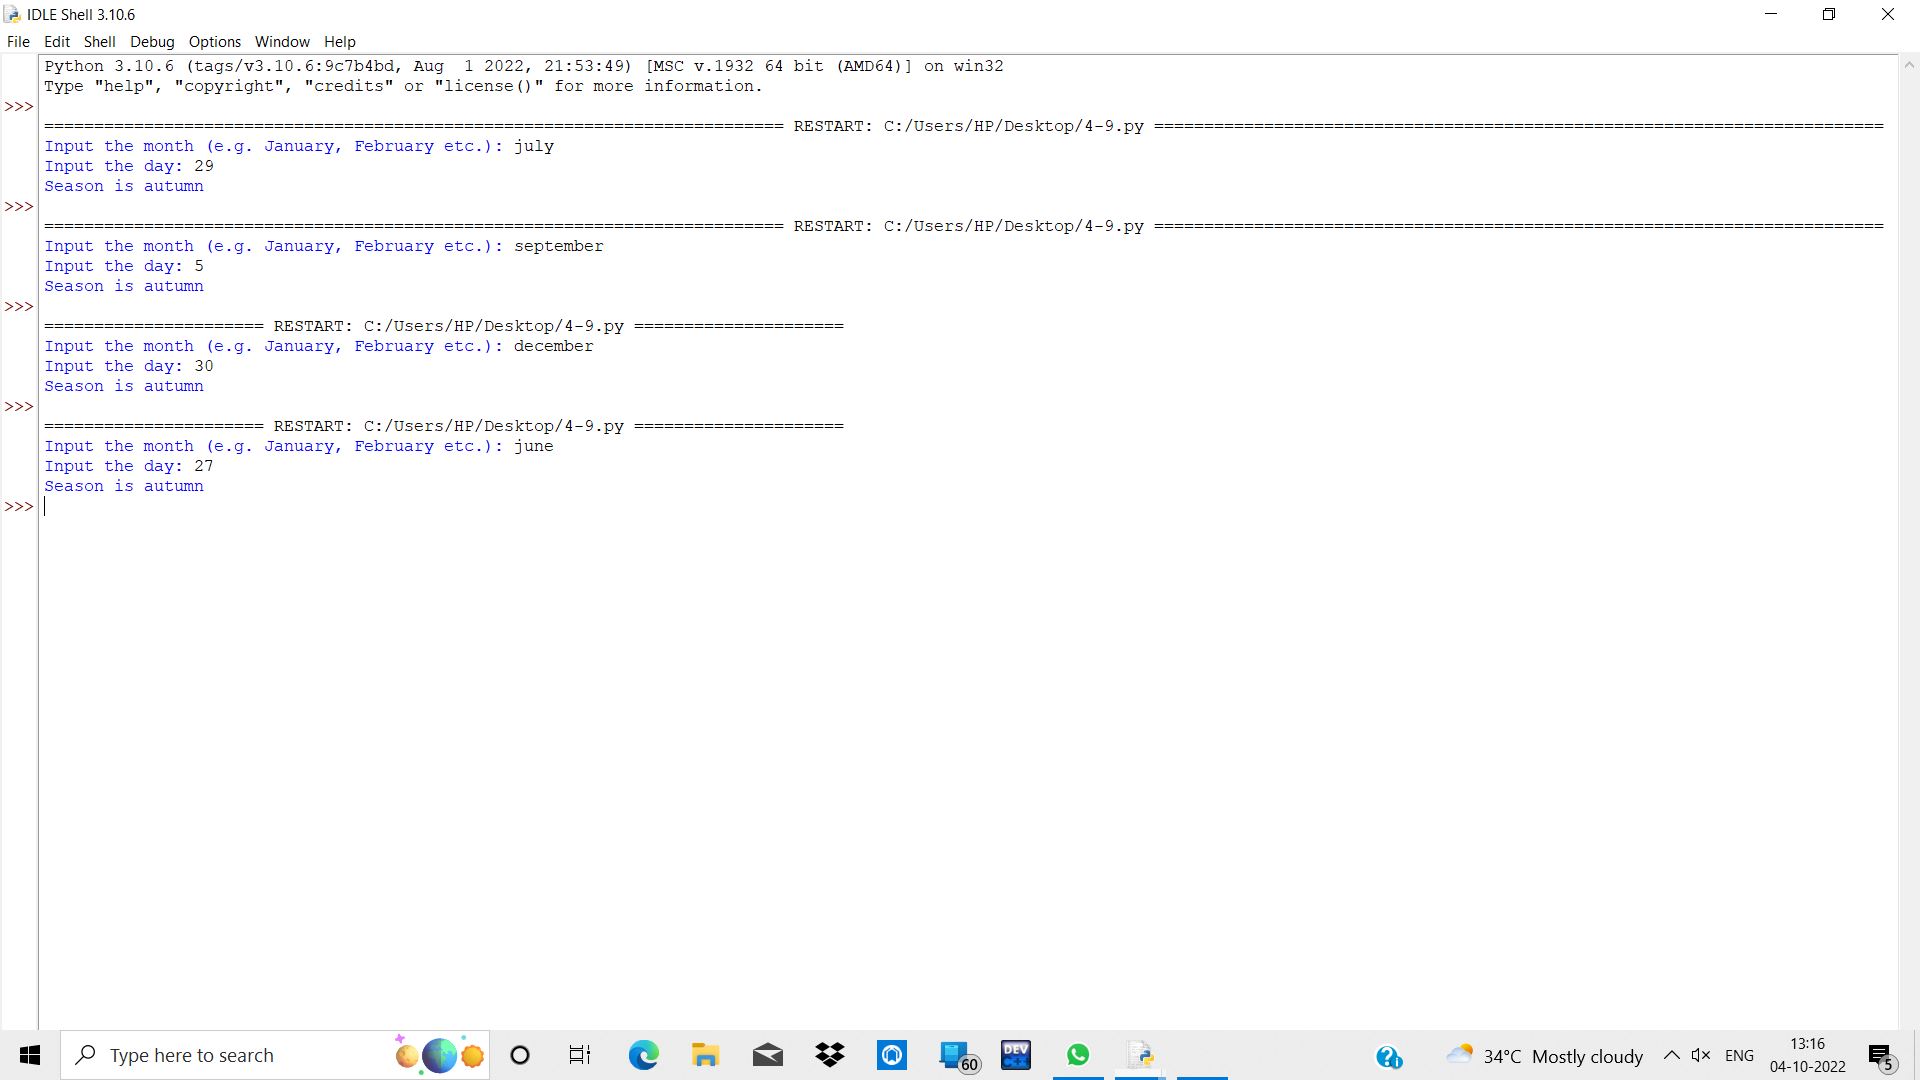 IDLE Shell 3.10.6
File Edit Shell Debug Options Window Help
Python 3.10.6 (tags/v3.10.6:9c7b4bd, Aug  1 2022, 21:53:49) [MSC v.1932 64 bit (AMD64)] on win32
Type "help", "copyright", "credits" or "license()" for more information.
>>>
========================================================================== RESTART: C:/Users/HP/Desktop/4-9.py =========================================================================
Input the month (e.g. January, February etc.): july
Input the day: 29
Season is autumn
>>>
========================================================================== RESTART: C:/Users/HP/Desktop/4-9.py =========================================================================
Input the month (e.g. January, February etc.): september
Input the day: 5
Season is autumn
>>>
====================== RESTART: C:/Users/HP/Desktop/4-9.py =====================
Input the month (e.g. January, February etc.): december
Input the day: 30
Season is autumn
>>>
====================== RESTART: C:/Users/HP/Desktop/4-9.py =====================
Input the month (e.g. January, February etc.): june
Input the day: 27
Season is autumn
>>>
Type here to search
60
DEV C++
34°C Mostly cloudy
ENG
13:16
04-10-2022
5